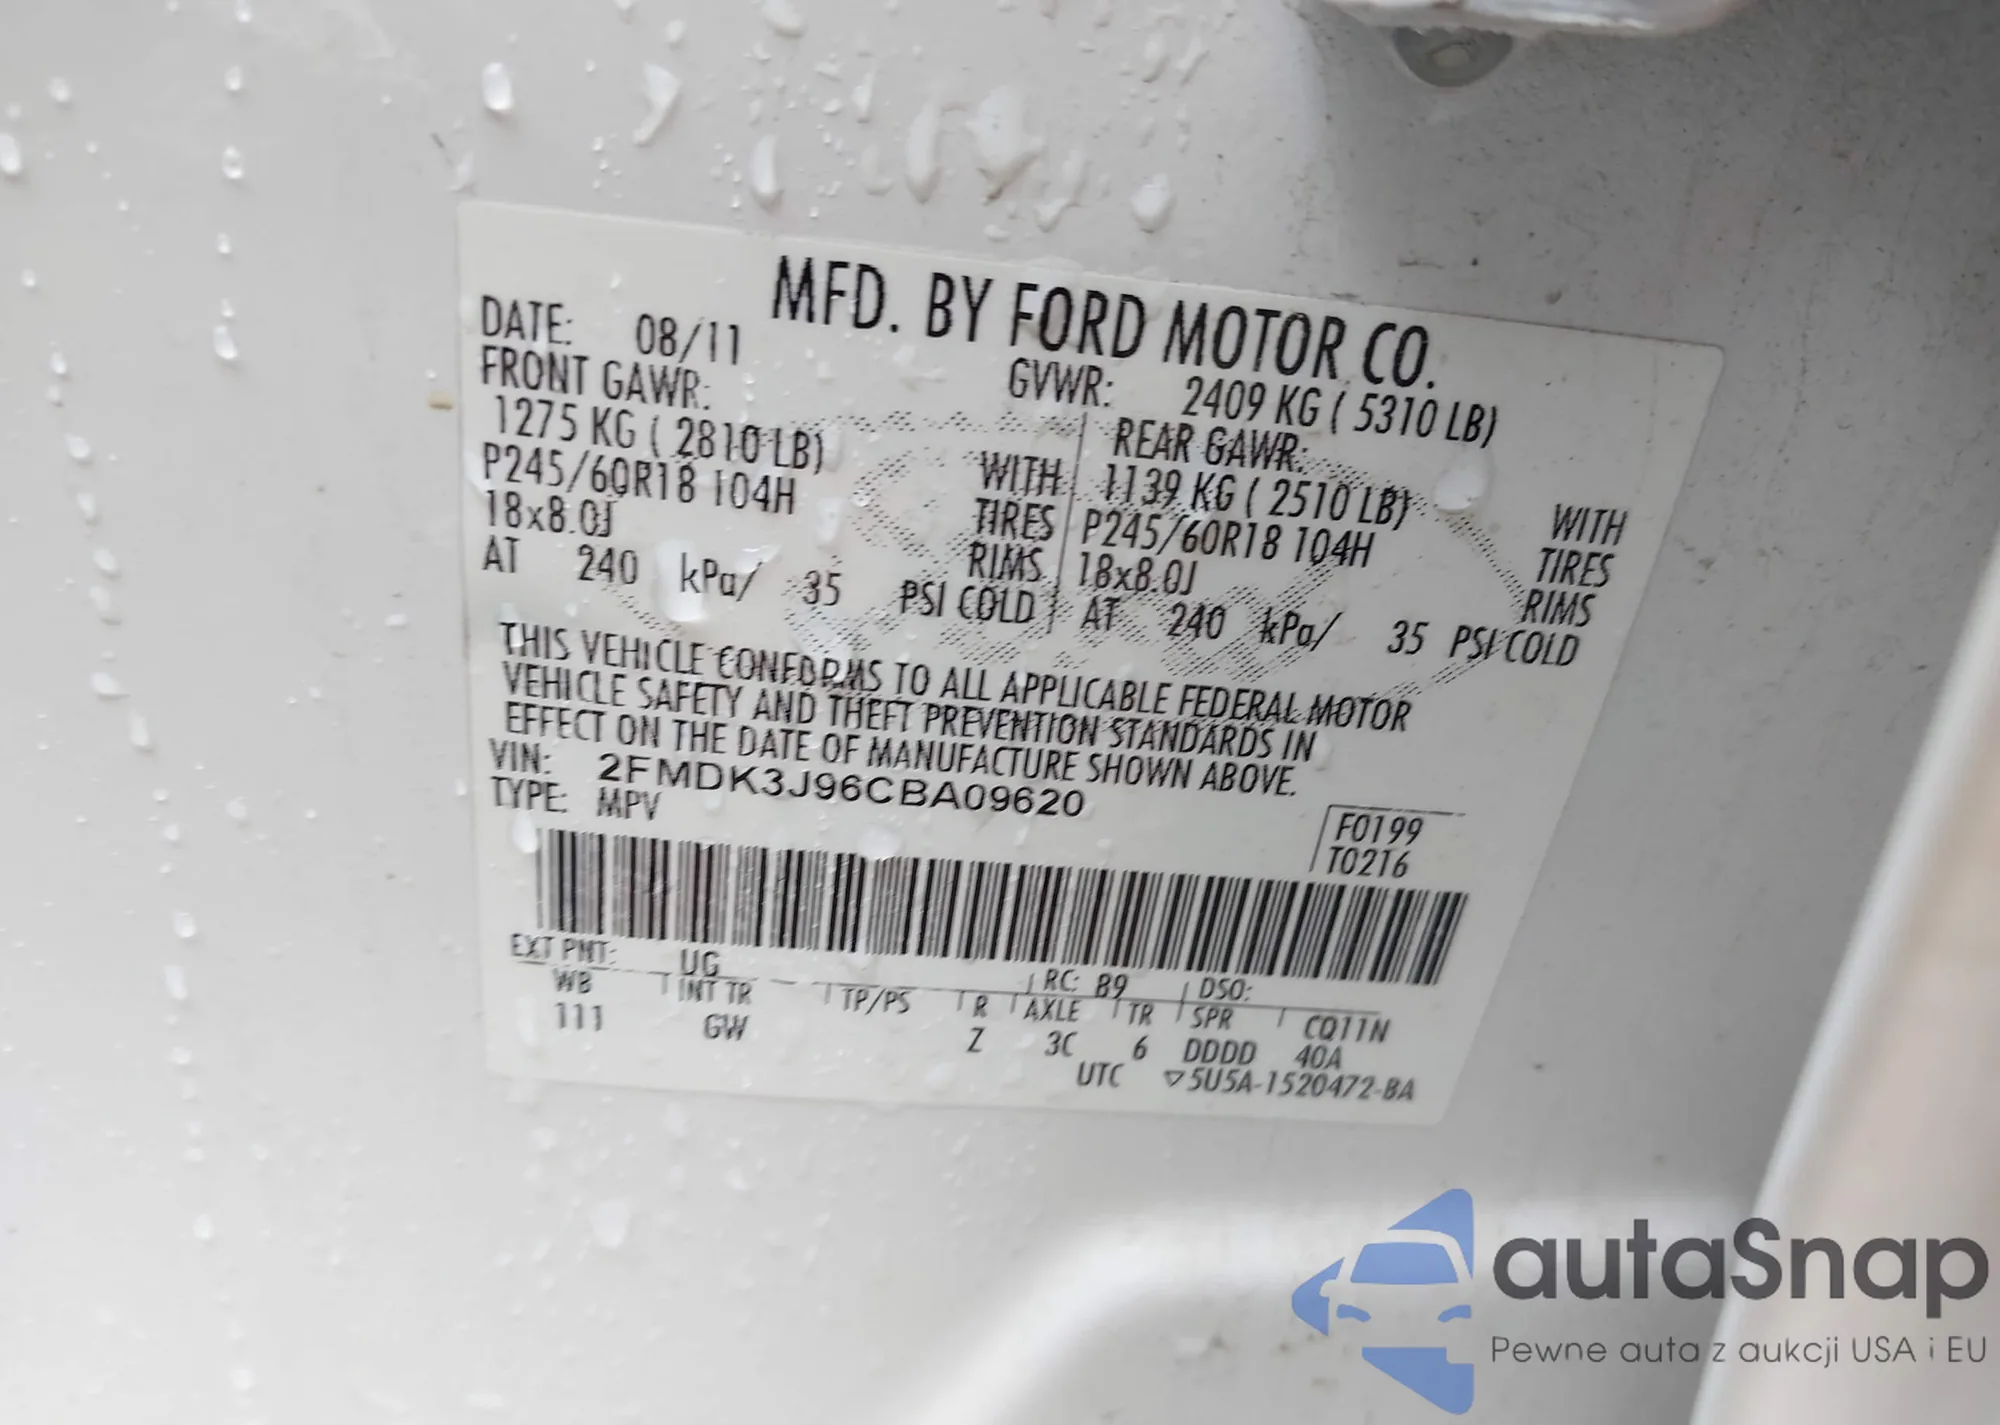 MFD. BY FORD MOTOR CO.
DATE: 08/11
GVWR: 2409 KG ( 5310 LB)
FRONT GAWR:
1275 KG ( 2810 LB) WITH
P245/60R18 104H TIRES
18x8.0J RIMS
AT 240 kPa/ 35 PSI COLD
REAR GAWR:
1139 KG ( 2510 LB) WITH
P245/60R18 104H TIRES
18x8.0J RIMS
AT 240 kPa/ 35 PSI COLD
THIS VEHICLE CONFORMS TO ALL APPLICABLE FEDERAL MOTOR
VEHICLE SAFETY AND THEFT PREVENTION STANDARDS IN
EFFECT ON THE DATE OF MANUFACTURE SHOWN ABOVE.
VIN: 2FMDK3J96CBA09620
TYPE: MPV
F0199
T0216
EXT PNT: UG RC: B9 DSO:
WB INT TR TP/PS R AXLE TR SPR CQ11N
111 GW Z 3C 6 DDDD 40A
UTC ▽5U5A-1520472-BA
autaSnap
Pewne auta z aukcji USA i EU